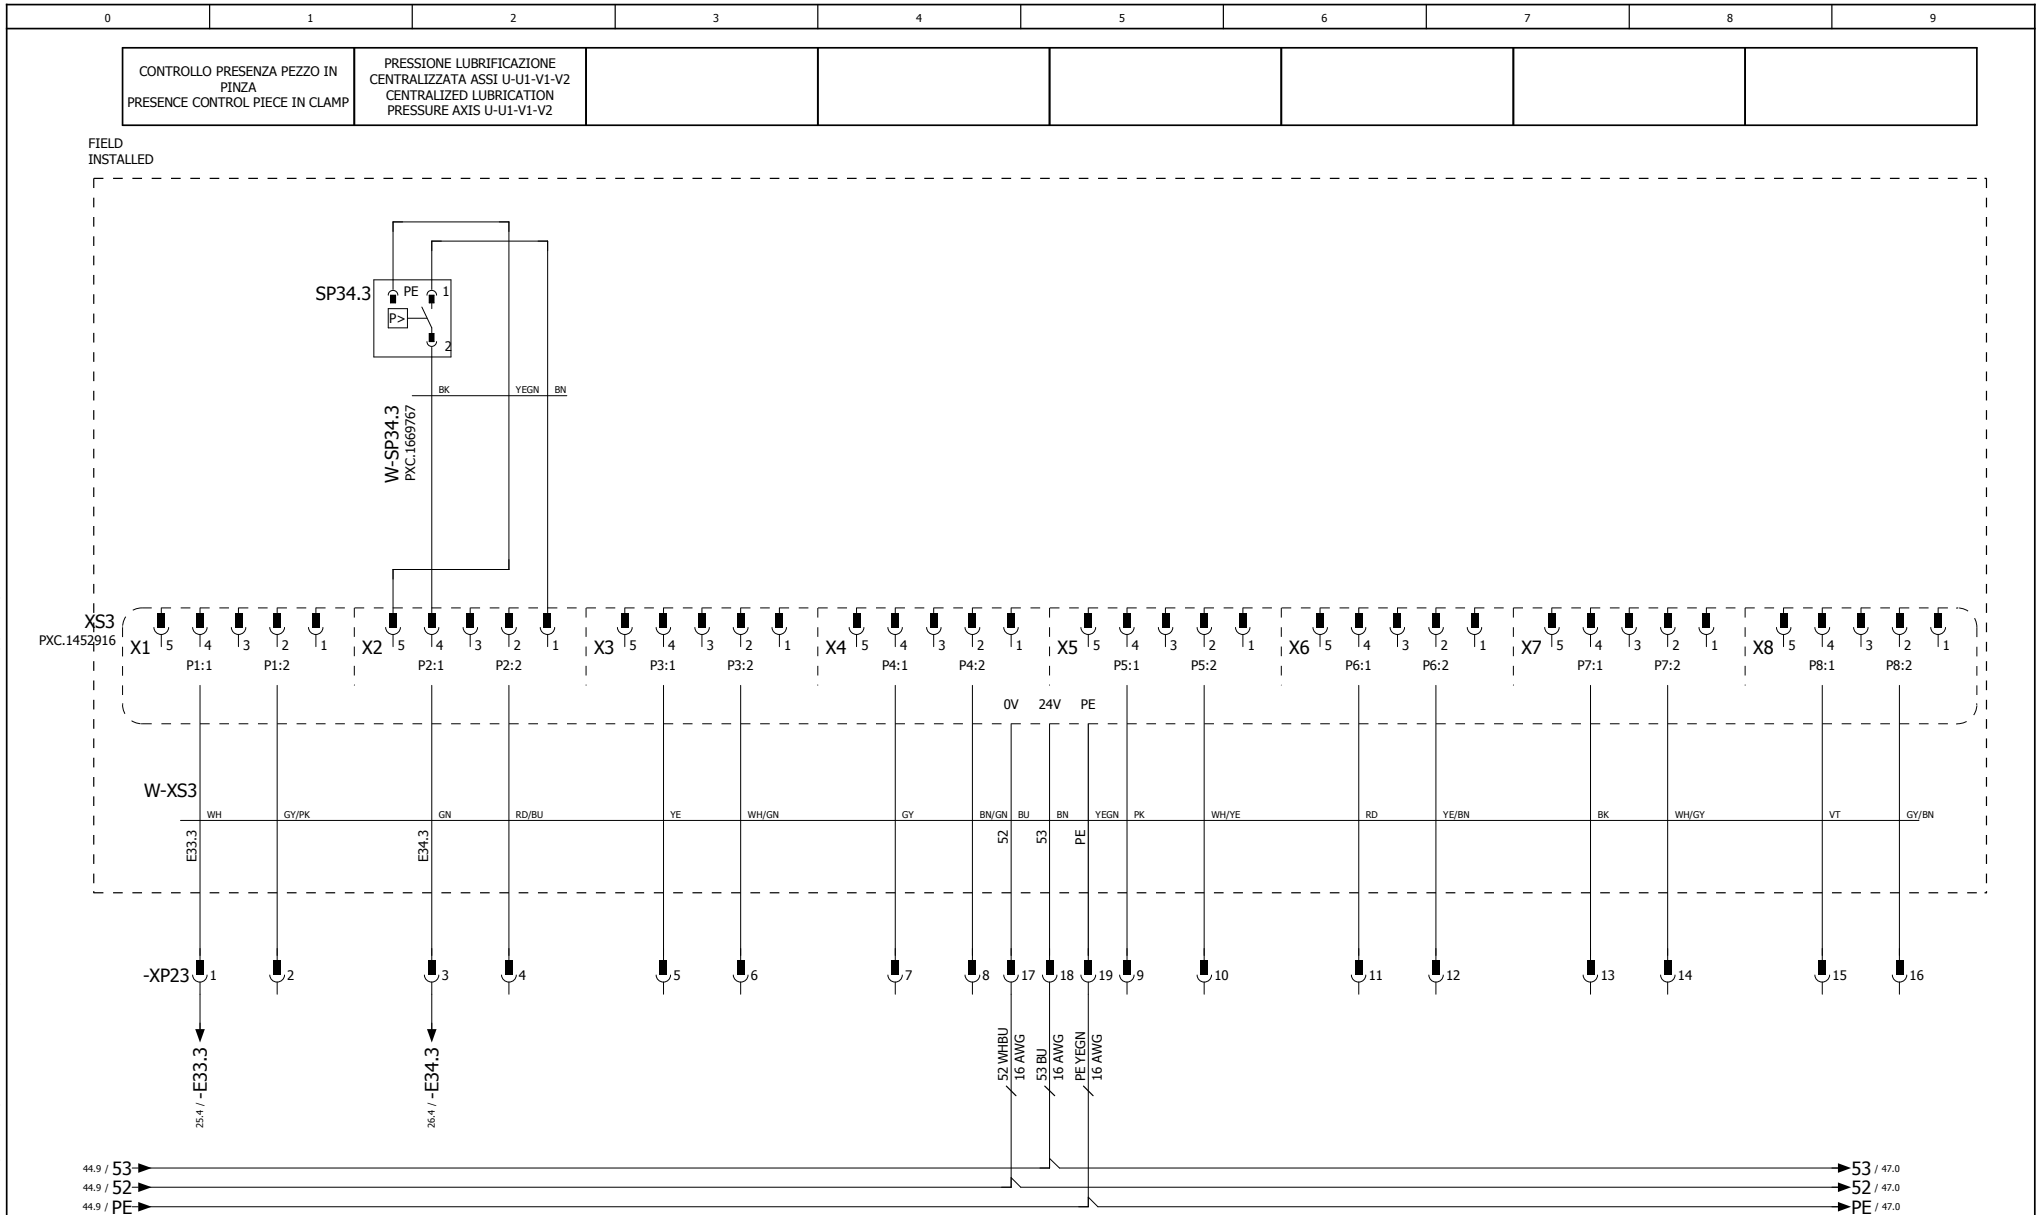 0 1 2 3 4 5 6 7 8 9
CONTROLLO PRESENZA PEZZO IN
PINZA
PRESENCE CONTROL PIECE IN CLAMP
PRESSIONE LUBRIFICAZIONE
CENTRALIZZATA ASSI U-U1-V1-V2
CENTRALIZED LUBRICATION
PRESSURE AXIS U-U1-V1-V2
FIELD
INSTALLED
SP34.3
PE 1
P>
2
BK YEGN BN
W-SP34.3
PXC.1669767
XS3
PXC.1452916
X1 5 4 3 2 1 X2 5 4 3 2 1 X3 5 4 3 2 1 X4 5 4 3 2 1 X5 5 4 3 2 1 X6 5 4 3 2 1 X7 5 4 3 2 1 X8 5 4 3 2 1
P1:1 P1:2 P2:1 P2:2 P3:1 P3:2 P4:1 P4:2 P5:1 P5:2 P6:1 P6:2 P7:1 P7:2 P8:1 P8:2
0V 24V PE
W-XS3
WH GY/PK GN RD/BU YE WH/GN GY BN/GN BU BN YEGN PK WH/YE RD YE/BN BK WH/GY VT GY/BN
E33.3 E34.3 52 53 PE
-XP23 1 2 3 4 5 6 7 8 17 18 19 9 10 11 12 13 14 15 16
25.4 / -E33.3
26.4 / -E34.3
52 WHBU
16 AWG
53 BU
16 AWG
PE YEGN
16 AWG
44.9 / 53 53 / 47.0
44.9 / 52 52 / 47.0
44.9 / PE PE / 47.0